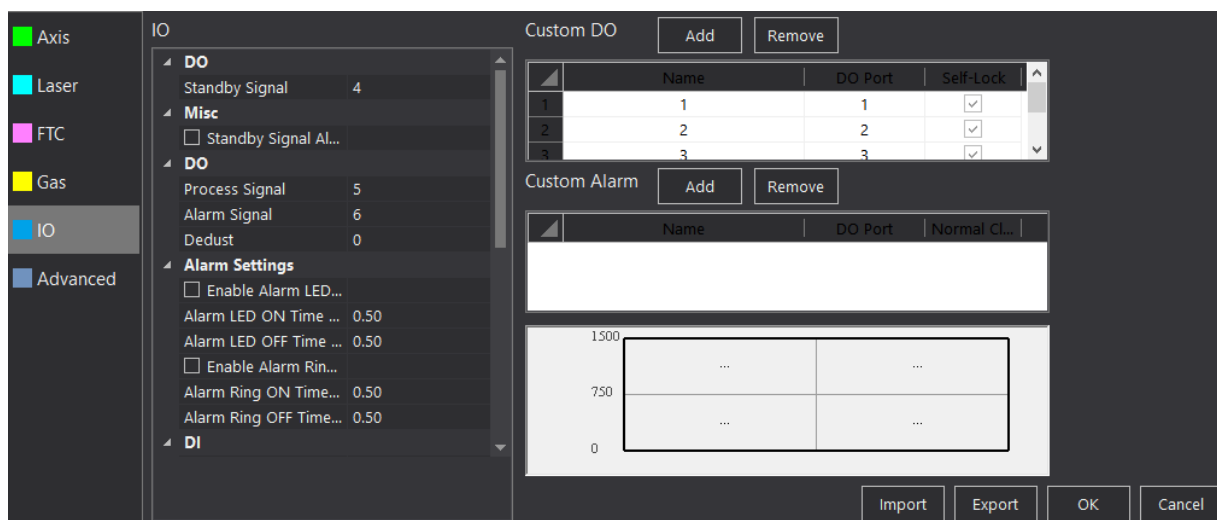 Axis
Laser
FTC
Gas
IO
Advanced
IO
DO
Standby Signal 4
Misc
Standby Signal Al...
DO
Process Signal 5
Alarm Signal 6
Dedust 0
Alarm Settings
Enable Alarm LED...
Alarm LED ON Time ... 0.50
Alarm LED OFF Time ... 0.50
Enable Alarm Rin...
Alarm Ring ON Time... 0.50
Alarm Ring OFF Time... 0.50
DI
Custom DO Add Remove
Name DO Port Self-Lock
1 1 1
2 2 2
3 3 3
Custom Alarm Add Remove
Name DO Port Normal Cl...
1500
... ...
750
... ...
0
Import Export OK Cancel